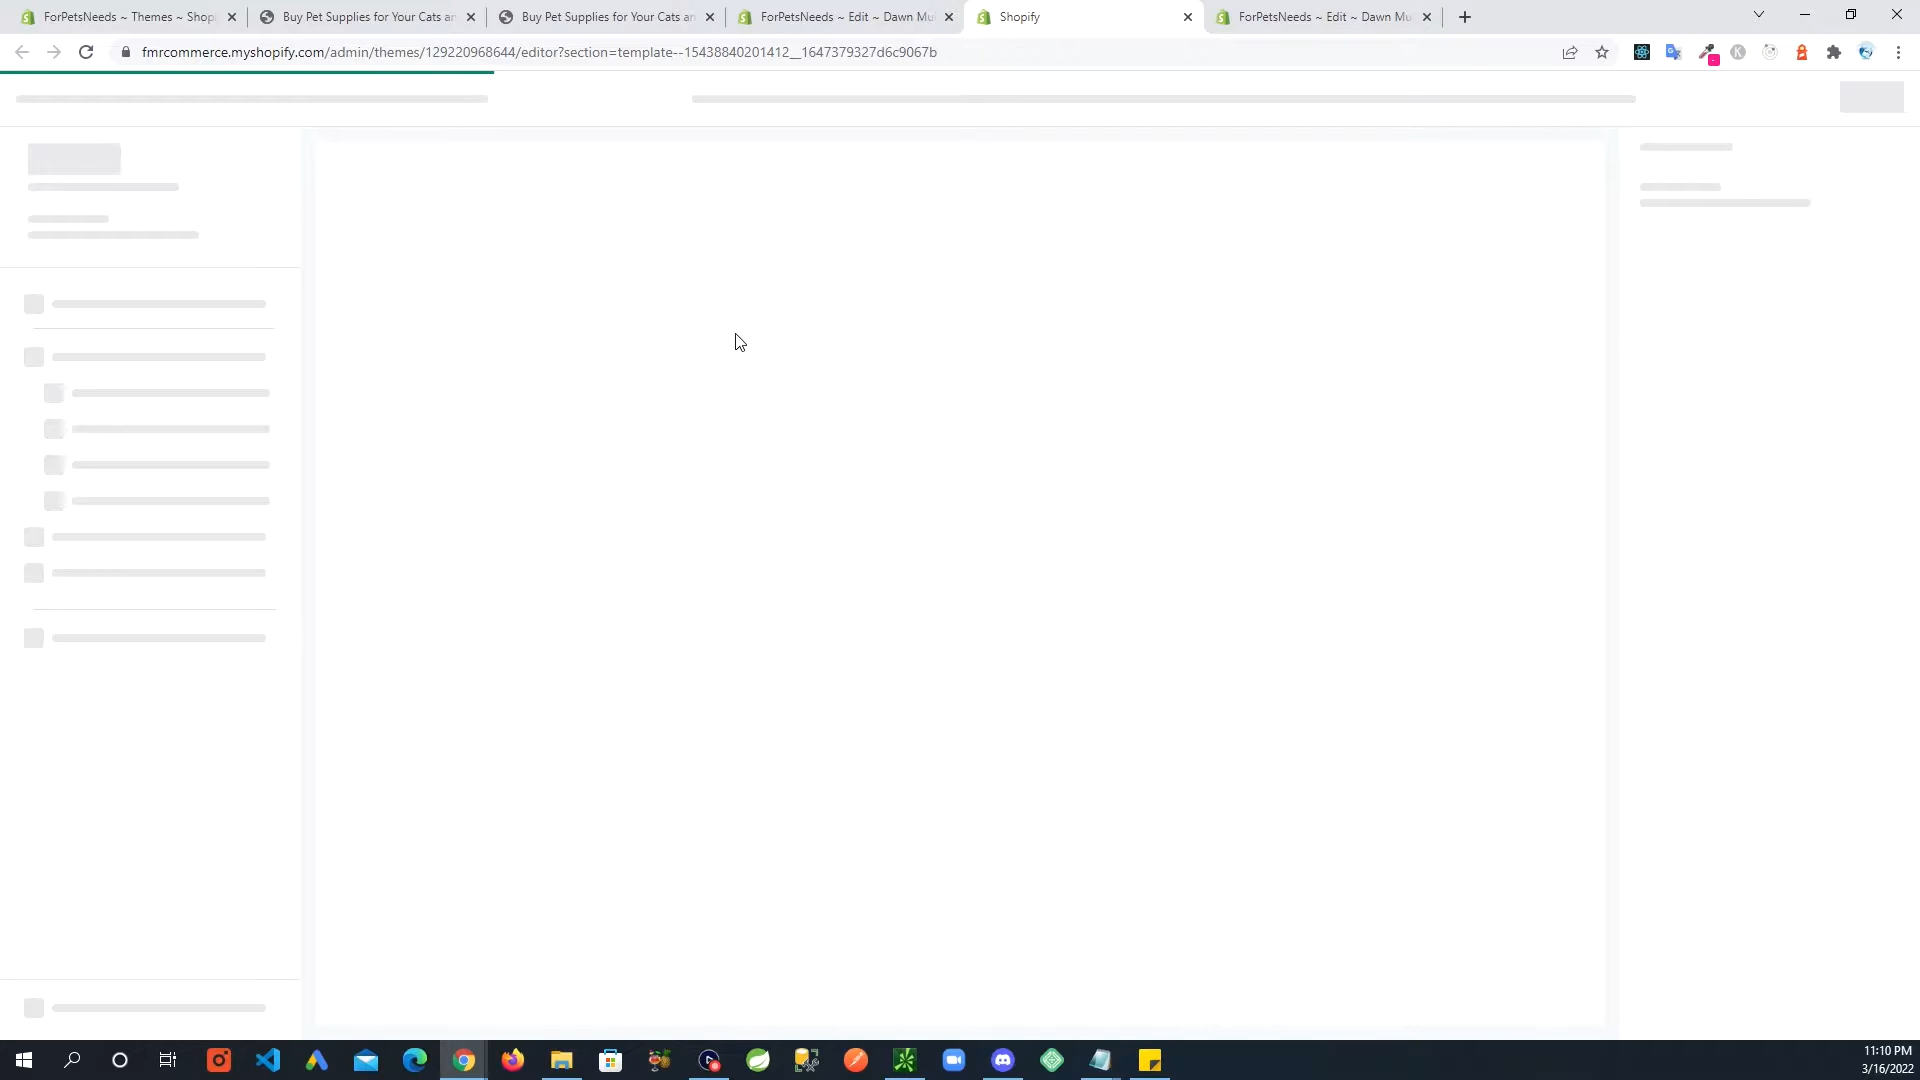 ForPetsNeeds ~ Themes ~ Shop
Buy Pet Supplies for Your Cats an
Buy Pet Supplies for Your Cats an
ForPetsNeeds ~ Edit ~ Dawn Mu
Shopify
ForPetsNeeds ~ Edit ~ Dawn Mu
fmrcommerce.myshopify.com/admin/themes/129220968644/editor?section=template--15438840201412__1647379327d6c9067b
11:10 PM
3/16/2022